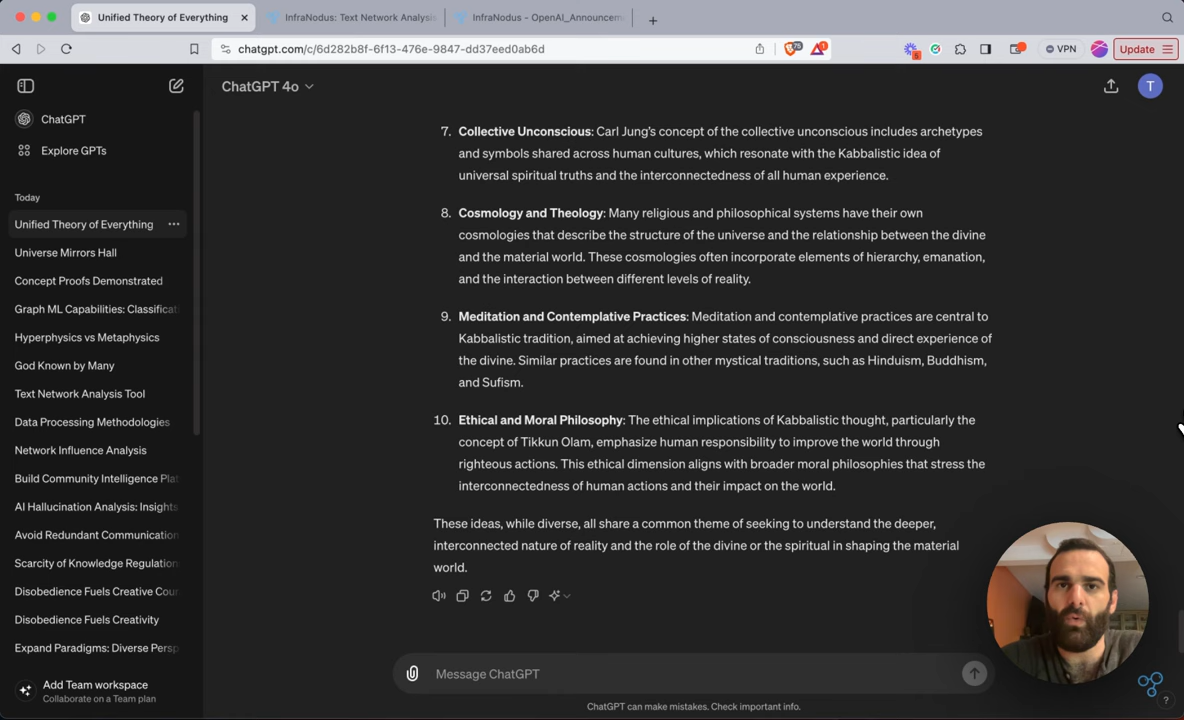 Unified Theory of Everything
InfraNodus: Text Network Analysis
InfraNodus - OpenAI_Announcem
chatgpt.com/c/6d282b8f-6f13-476e-9847-dd37eed0ab6d
VPN
Update
ChatGPT 4o
T
ChatGPT
Explore GPTs
Today
Unified Theory of Everything
Universe Mirrors Hall
Concept Proofs Demonstrated
Graph ML Capabilities: Classificati
Hyperphysics vs Metaphysics
God Known by Many
Text Network Analysis Tool
Data Processing Methodologies
Network Influence Analysis
Build Community Intelligence Plat
AI Hallucination Analysis: Insights
Avoid Redundant Communication
Scarcity of Knowledge Regulation
Disobedience Fuels Creative Cour
Disobedience Fuels Creativity
Expand Paradigms: Diverse Persp
Add Team workspace
Collaborate on a Team plan
7. Collective Unconscious: Carl Jung's concept of the collective unconscious includes archetypes
and symbols shared across human cultures, which resonate with the Kabbalistic idea of
universal spiritual truths and the interconnectedness of all human experience.
8. Cosmology and Theology: Many religious and philosophical systems have their own
cosmologies that describe the structure of the universe and the relationship between the divine
and the material world. These cosmologies often incorporate elements of hierarchy, emanation,
and the interaction between different levels of reality.
9. Meditation and Contemplative Practices: Meditation and contemplative practices are central to
Kabbalistic tradition, aimed at achieving higher states of consciousness and direct experience of
the divine. Similar practices are found in other mystical traditions, such as Hinduism, Buddhism,
and Sufism.
10. Ethical and Moral Philosophy: The ethical implications of Kabbalistic thought, particularly the
concept of Tikkun Olam, emphasize human responsibility to improve the world through
righteous actions. This ethical dimension aligns with broader moral philosophies that stress the
interconnectedness of human actions and their impact on the world.
These ideas, while diverse, all share a common theme of seeking to understand the deeper,
interconnected nature of reality and the role of the divine or the spiritual in shaping the material
world.
Message ChatGPT
ChatGPT can make mistakes. Check important info.
?